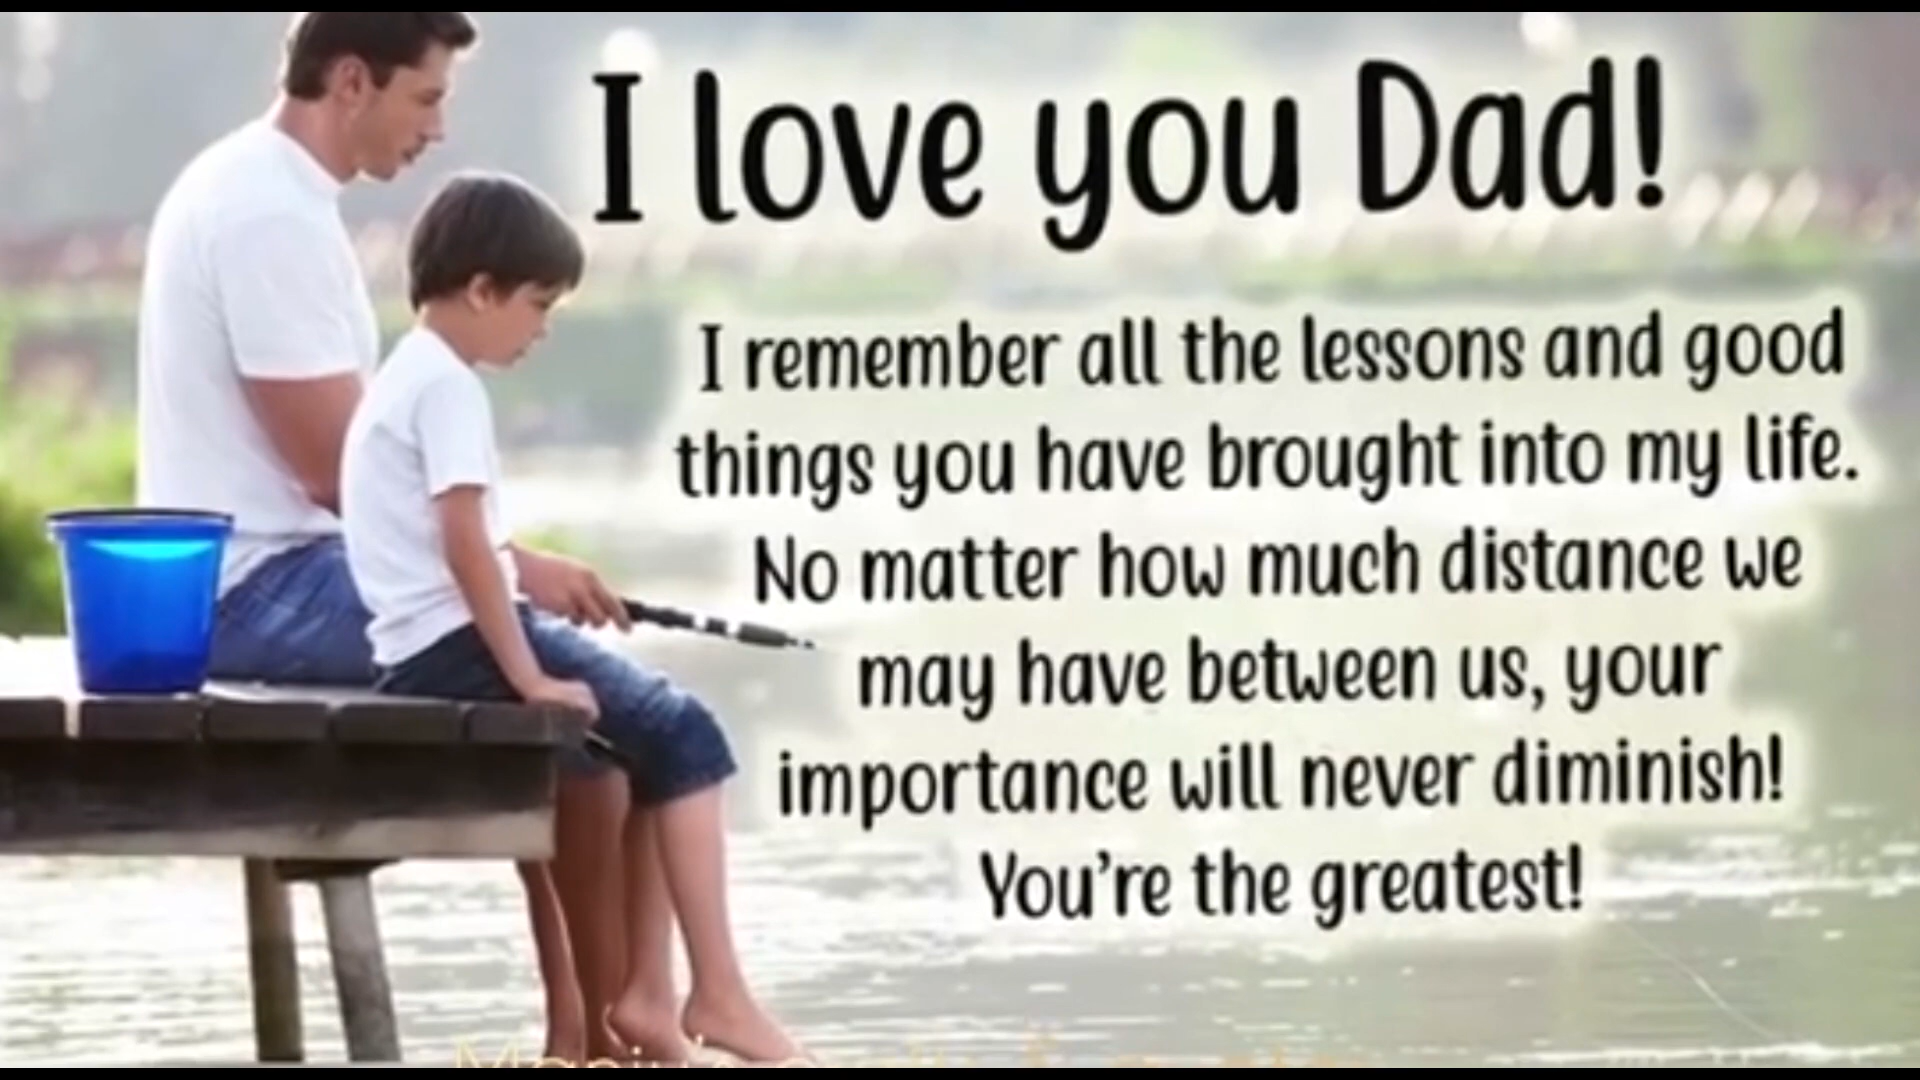 I love you Dad!
I remember all the lessons and good
things you have brought into my life.
No matter how much distance we
may have between us, your
importance will never diminish!
You're the greatest!